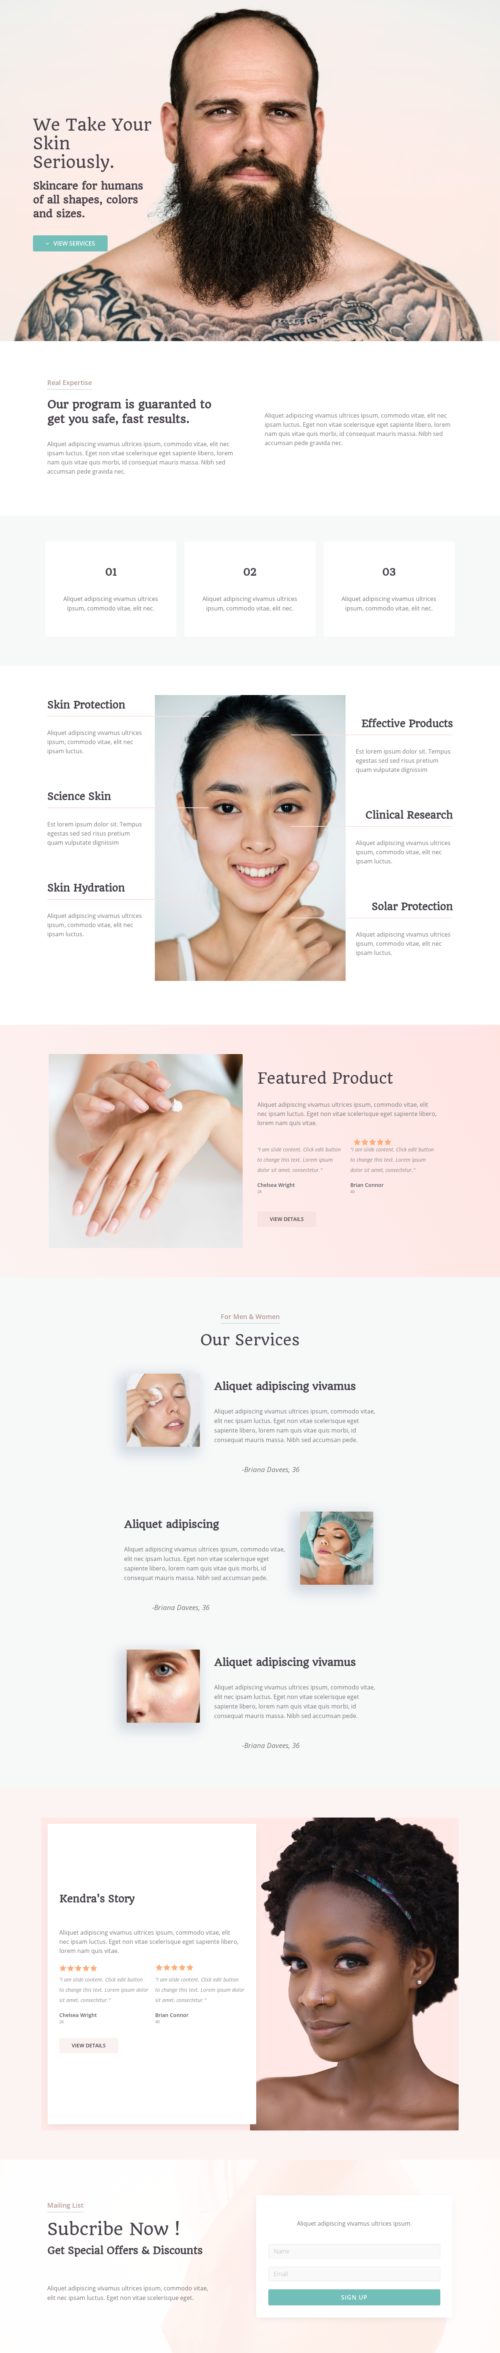 We Take Your
Skin
Seriously.
Skincare for humans
of all shapes, colors
and sizes.
VIEW SERVICES
Real Expertise
Our program is guaranted to
get you safe, fast results.
Aliquet adipiscing vivamus ultrices ipsum, commodo vitae, elit nec
ipsum luctus. Eget non vitae scelerisque eget sapiente libero, lorem
nam quis vitae quis morbi, id consequat mauris massa. Nibh sed
accumsan pede gravida nec.
Aliquet adipiscing vivamus ultrices ipsum, commodo vitae, elit nec
ipsum luctus. Eget non vitae scelerisque eget sapiente libero, lorem
nam quis vitae quis morbi, id consequat mauris massa. Nibh sed
accumsan pede gravida nec.
01
Aliquet adipiscing vivamus ultrices
ipsum, commodo vitae, elit nec.
02
Aliquet adipiscing vivamus ultrices
ipsum, commodo vitae, elit nec.
03
Aliquet adipiscing vivamus ultrices
ipsum, commodo vitae, elit nec.
Skin Protection
Aliquet adipiscing vivamus ultrices
ipsum, commodo vitae, elit nec
ipsam luctus.
Science Skin
Est lorem ipsum dolor sit. Tempus
egestas sed sed risus pretium
quam vulputate dignissim
Skin Hydration
Aliquet adipiscing vivamus ultrices
ipsum, commodo vitae, elit nec
ipsam luctus.
Effective Products
Est lorem ipsum dolor sit. Tempus
egestas sed sed risus pretium
quam vulputate dignissim
Clinical Research
Aliquet adipiscing vivamus ultrices
ipsum, commodo vitae, elit nec
ipsam luctus.
Solar Protection
Aliquet adipiscing vivamus ultrices
ipsum, commodo vitae, elit nec
ipsam luctus.
Featured Product
Aliquet adipiscing vivamus ultrices ipsum, commodo vitae, elit
nec ipsam luctus. Eget non vitae scelerisque eget sapiente libero,
lorem nam quis vitae.
"I am slide content. Click edit button
to change this text. Lorem ipsum
dolor sit amet, consectetur."
Chelsea Wright
"I am slide content. Click edit button
to change this text. Lorem ipsum
dolor sit amet, consectetur."
Brian Connor
VIEW DETAILS
For Men & Women
Our Services
Aliquet adipiscing vivamus
Aliquet adipiscing vivamus ultrices ipsum, commodo vitae,
elit nec ipsam luctus. Eget non vitae scelerisque eget
sapiente libero, lorem nam quis vitae quis morbi, id
consequat mauris massa. Nibh sed accumsan pede.
-Briana Davees, 36
Aliquet adipiscing
Aliquet adipiscing vivamus ultrices ipsum, commodo vitae,
elit nec ipsam luctus. Eget non vitae scelerisque eget
sapiente libero, lorem nam quis vitae quis morbi, id
consequat mauris massa. Nibh sed accumsan pede.
-Briana Davees, 36
Aliquet adipiscing vivamus
Aliquet adipiscing vivamus ultrices ipsum, commodo vitae,
elit nec ipsam luctus. Eget non vitae scelerisque eget
sapiente libero, lorem nam quis vitae quis morbi, id
consequat mauris massa. Nibh sed accumsan pede.
-Briana Davees, 36
Kendra's Story
Aliquet adipiscing vivamus ultrices ipsum, commodo vitae, elit
nec ipsam luctus. Eget non vitae scelerisque eget sapiente libero,
lorem nam quis vitae.
"I am slide content. Click edit button
to change this text. Lorem ipsum dolor
sit amet, consectetur."
Chelsea Wright
"I am slide content. Click edit button
to change this text. Lorem ipsum dolor
sit amet, consectetur."
Brian Connor
VIEW DETAILS
Mailing List
Subcribe Now !
Get Special Offers & Discounts
Aliquet adipiscing vivamus ultrices ipsum, commodo vitae,
elit nec ipsam luctus. Eget non vitae scelerisque eget.
Aliquet adipiscing vivamus ultrices ipsum.
Name
Email
SIGN UP